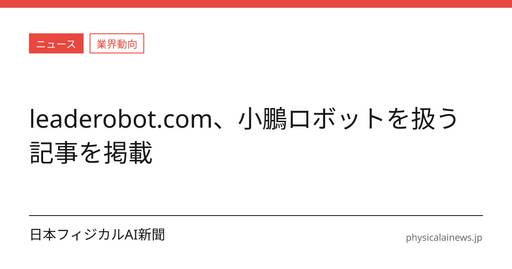 ニュース 業界動向
leaderobot.com、小鵬ロボットを扱う
記事を掲載
日本フィジカルAI新聞
physicalainews.jp